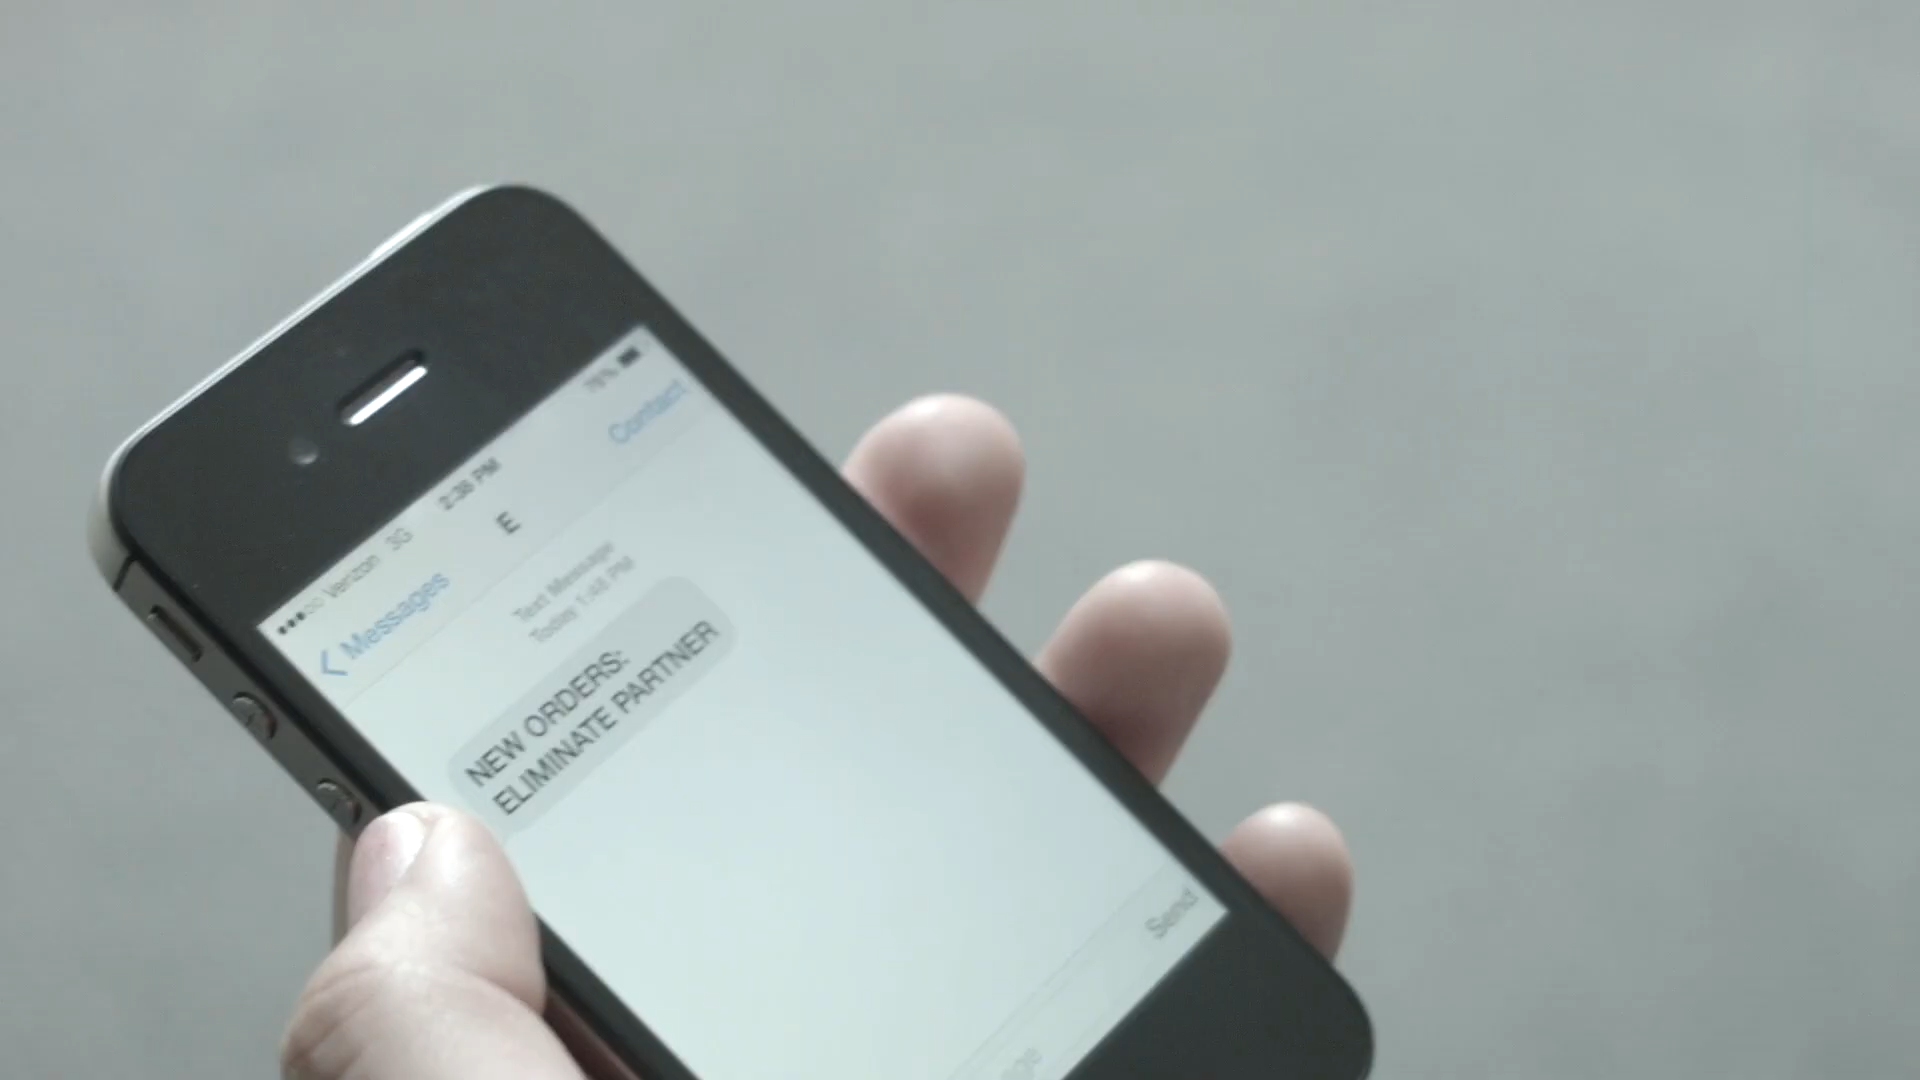 Verizon 3G 2:38 PM
Messages E Contact
Text Message
Today 1:48 PM
NEW ORDERS:
ELIMINATE PARTNER
Send